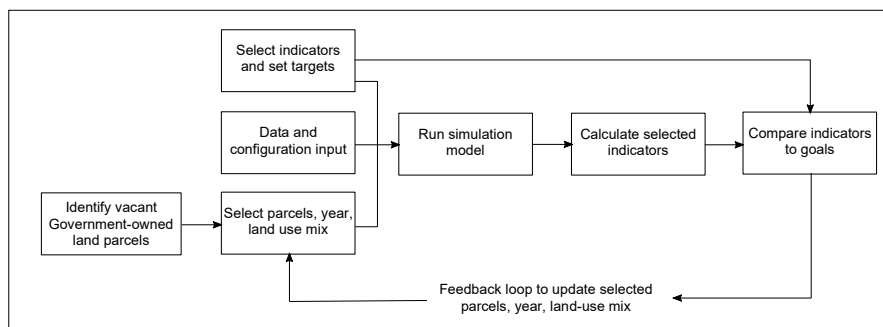 Select indicators
and set targets
Data and
configuration input
Run simulation
model
Calculate selected
indicators
Compare indicators
to goals
Identify vacant
Government-owned
land parcels
Select parcels, year,
land use mix
Feedback loop to update selected
parcels, year, land-use mix